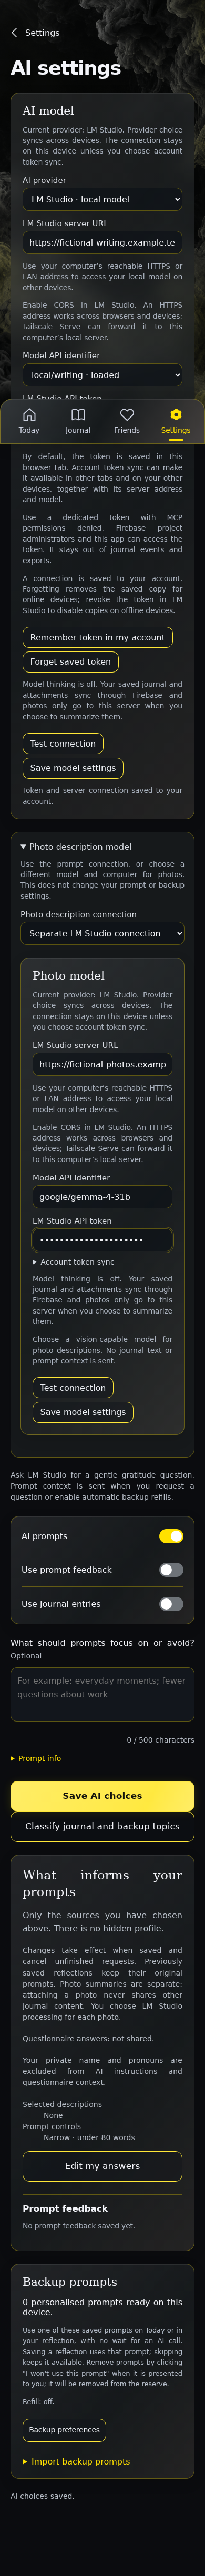 Settings
AI settings
AI model
Current provider: LM Studio. Provider choice
syncs across devices. The connection stays
on this device unless you choose account
token sync.
AI provider
LM Studio · local model
LM Studio server URL
https://fictional-writing.example.te
Use your computer's reachable HTTPS or
LAN address to access your local model on
other devices.
Enable CORS in LM Studio. An HTTPS
address works across browsers and devices;
Tailscale Serve can forward it to this
computer's local server.
Model API identifier
local/writing · loaded
LM Studio API token
Today
Journal
Friends
Settings
By default, the token is saved in this
browser tab. Account token sync can make
it available in other tabs and on your other
devices, together with its server address
and model.
Use a dedicated token with MCP
permissions denied. Firebase project
administrators and this app can access the
token. It stays out of journal events and
exports.
A connection is saved to your account.
Forgetting removes the saved copy for
online devices; revoke the token in LM
Studio to disable copies on offline devices.
Remember token in my account
Forget saved token
Model thinking is off. Your saved journal and
attachments sync through Firebase and
photos only go to this server when you
choose to summarize them.
Test connection
Save model settings
Token and server connection saved to your
account.
▼ Photo description model
Use the prompt connection, or choose a
different model and computer for photos.
This does not change your prompt or backup
settings.
Photo description connection
Separate LM Studio connection
Photo model
Current provider: LM Studio. Provider
choice syncs across devices. The
connection stays on this device unless
you choose account token sync.
LM Studio server URL
https://fictional-photos.examp
Use your computer's reachable HTTPS
or LAN address to access your local
model on other devices.
Enable CORS in LM Studio. An HTTPS
address works across browsers and
devices; Tailscale Serve can forward it
to this computer's local server.
Model API identifier
google/gemma-4-31b
LM Studio API token
•••••••••••••••••••••
▶ Account token sync
Model thinking is off. Your saved
journal and attachments sync through
Firebase and photos only go to this
server when you choose to summarize
them.
Choose a vision-capable model for
photo descriptions. No journal text or
prompt context is sent.
Test connection
Save model settings
Ask LM Studio for a gentle gratitude question.
Prompt context is sent when you request a
question or enable automatic backup refills.
AI prompts
Use prompt feedback
Use journal entries
What should prompts focus on or avoid?
Optional
For example: everyday moments; fewer
questions about work
0 / 500 characters
▶ Prompt info
Save AI choices
Classify journal and backup topics
What informs your
prompts
Only the sources you have chosen
above. There is no hidden profile.
Changes take effect when saved and
cancel unfinished requests. Previously
saved reflections keep their original
prompts. Photo summaries are separate:
attaching a photo never shares other
journal content. You choose LM Studio
processing for each photo.
Questionnaire answers: not shared.
Your private name and pronouns are
excluded from AI instructions and
questionnaire context.
Selected descriptions
None
Prompt controls
Narrow · under 80 words
Edit my answers
Prompt feedback
No prompt feedback saved yet.
Backup prompts
0 personalised prompts ready on this
device.
Use one of these saved prompts on Today or in
your reflection, with no wait for an AI call.
Saving a reflection uses that prompt; skipping
keeps it available. Remove prompts by clicking
"I won't use this prompt" when it is presented
to you; it will be removed from the reserve.
Refill: off.
Backup preferences
▶ Import backup prompts
AI choices saved.